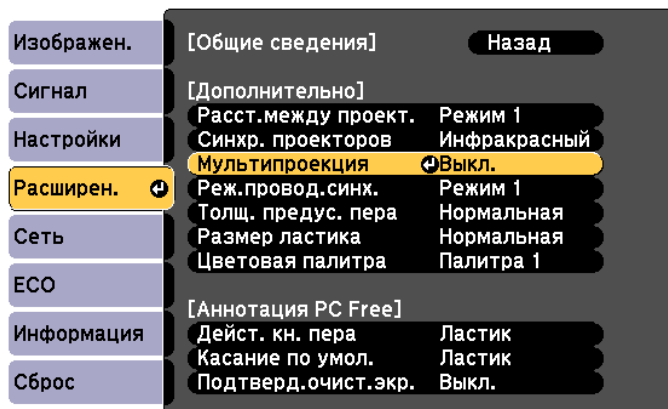 Изображен.
Сигнал
Настройки
Расширен.
Сеть
ECO
Информация
Сброс
[Общие сведения] Назад
[Дополнительно]
Расст.между проект. Режим 1
Синхр. проекторов Инфракрасный
Мультипроекция Выкл.
Реж.провод.синх. Режим 1
Толщ. предус. пера Нормальная
Размер ластика Нормальная
Цветовая палитра Палитра 1
[Аннотация PC Free]
Дейст. кн. пера Ластик
Касание по умол. Ластик
Подтверд.очист.экр. Выкл.